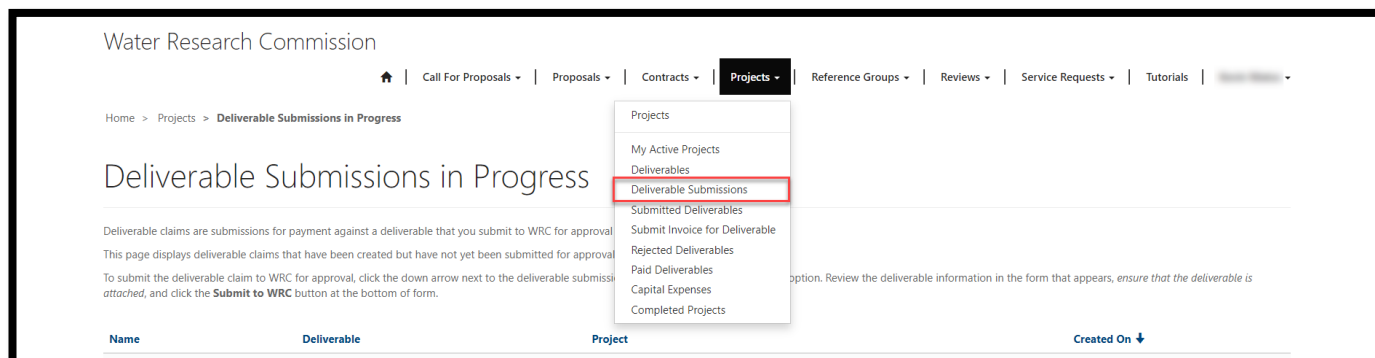 Water Research Commission
Call For Proposals | Proposals | Contracts | Projects | Reference Groups | Reviews | Service Requests | Tutorials |
Home > Projects > Deliverable Submissions in Progress
Projects
My Active Projects
Deliverables
Deliverable Submissions
Submitted Deliverables
Submit Invoice for Deliverable
Rejected Deliverables
Paid Deliverables
Capital Expenses
Completed Projects
Deliverable Submissions in Progress
Deliverable claims are submissions for payment against a deliverable that you submit to WRC for approval
This page displays deliverable claims that have been created but have not yet been submitted for approval
To submit the deliverable claim to WRC for approval, click the down arrow next to the deliverable submissi option. Review the deliverable information in the form that appears, ensure that the deliverable is
attached, and click the Submit to WRC button at the bottom of form.
Name Deliverable Project Created On